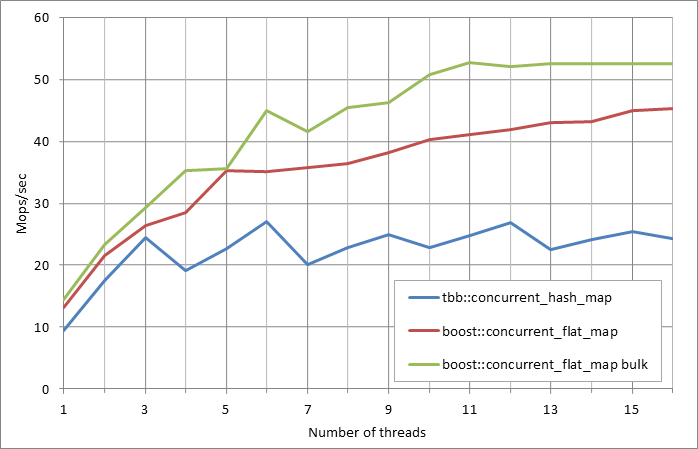 60
50
40
30
20
10
0
Mops/sec
tbb::concurrent_hash_map
boost::concurrent_flat_map
boost::concurrent_flat_map bulk
1 3 5 7 9 11 13 15
Number of threads